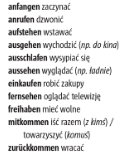 anfangen zaczynać
anrufen dzwonić
aufstehen wstawać
ausgehen wychodzić (np. do kina)
ausschlafen wysypiać się
aussehen wyglądać (np. ładnie)
einkaufen robić zakupy
fernsehen oglądać telewizję
freihaben mieć wolne
mitkommen iść razem (z kimś) /
towarzyszyć (komuś)
zurückkommen wracać